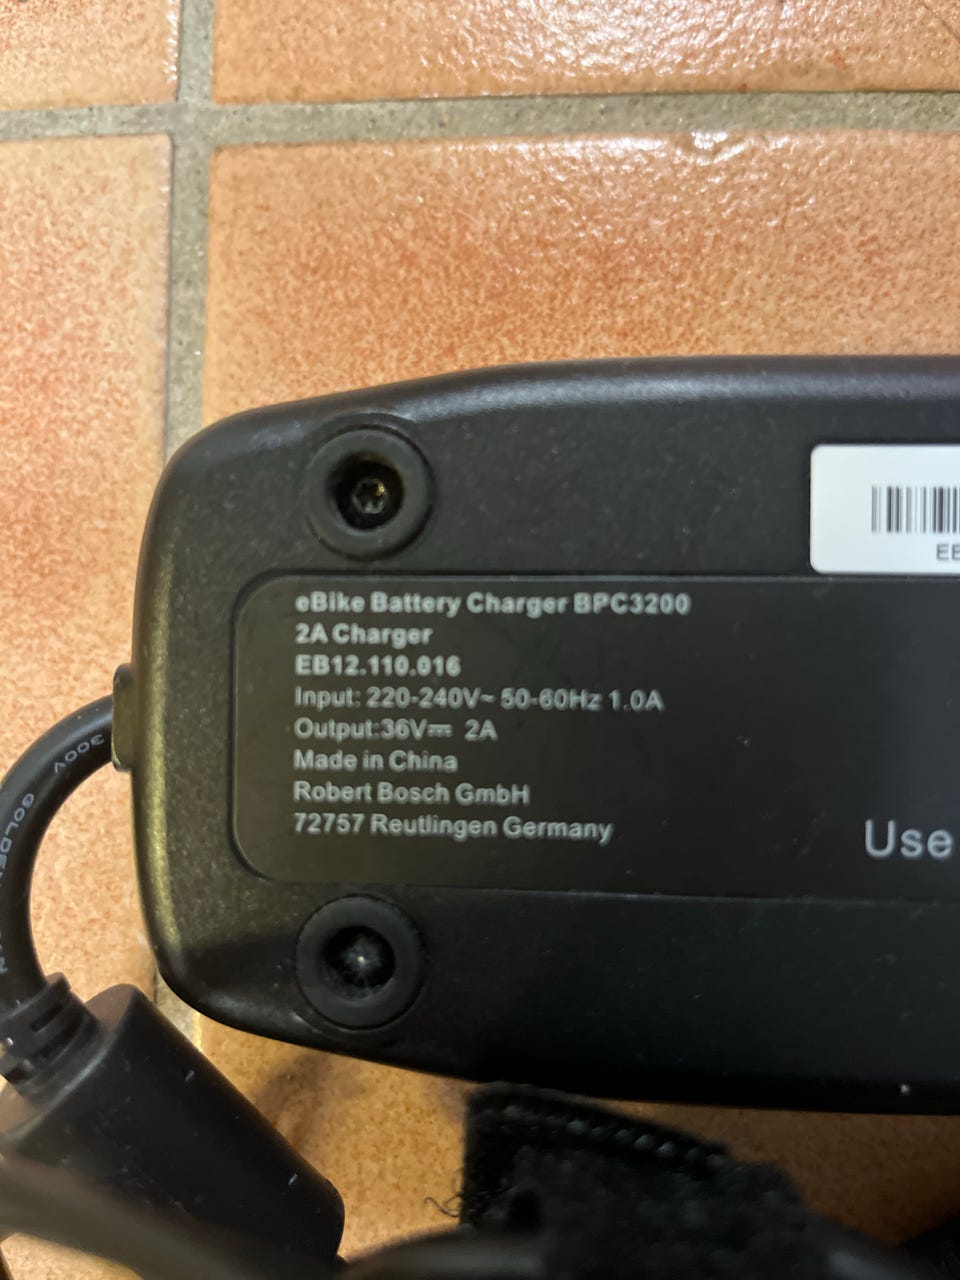 EB
eBike Battery Charger BPC3200
2A Charger
EB12.110.016
Input: 220-240V~ 50-60Hz 1.0A
Output:36V⎓ 2A
Made in China
Robert Bosch GmbH
72757 Reutlingen Germany
Use
300V